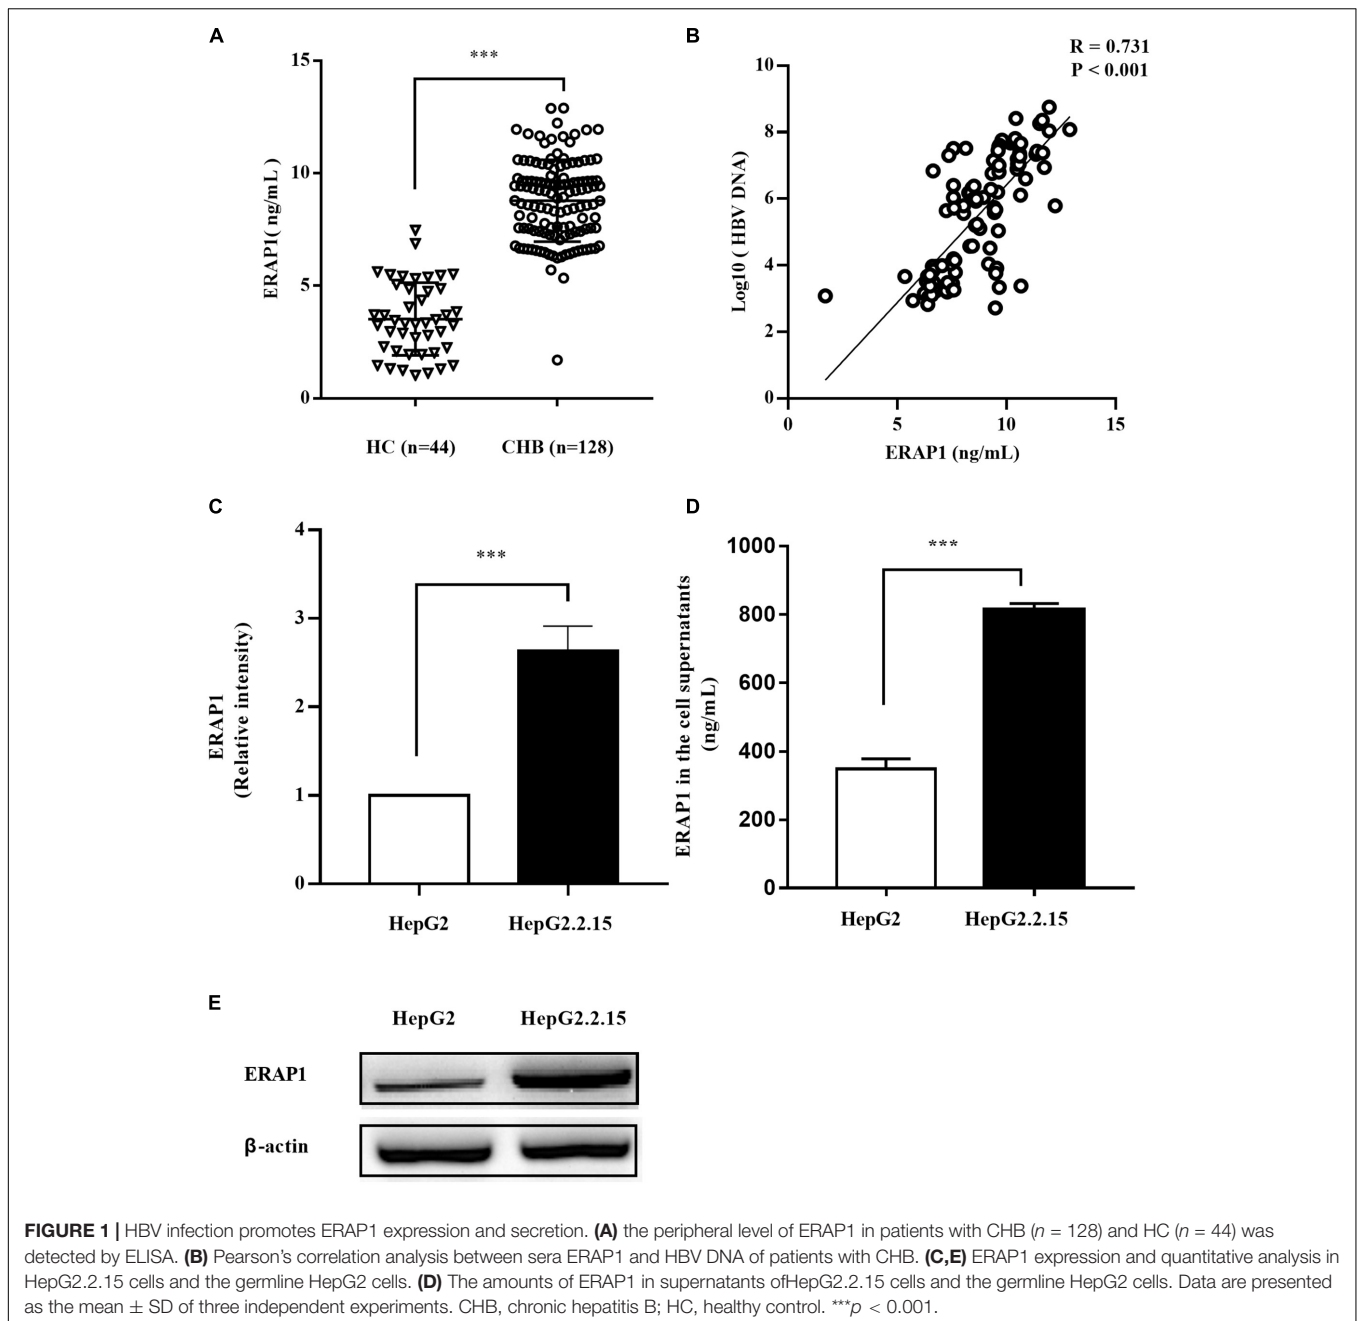 A
***
15
10
5
0
ERAP1( ng/mL )
HC (n=44) CHB (n=128)
B
R = 0.731
P < 0.001
10
8
6
4
2
0
Log10 ( HBV DNA)
0 5 10 15
ERAP1 (ng/mL)
C
***
4
3
2
1
0
ERAP1
(Relative intensity)
HepG2 HepG2.2.15
D
***
1000
800
600
400
200
0
ERAP1 in the cell supernatants
(ng/mL)
HepG2 HepG2.2.15
E
HepG2 HepG2.2.15
ERAP1
β-actin
FIGURE 1 | HBV infection promotes ERAP1 expression and secretion. (A) the peripheral level of ERAP1 in patients with CHB (n = 128) and HC (n = 44) was
detected by ELISA. (B) Pearson's correlation analysis between sera ERAP1 and HBV DNA of patients with CHB. (C,E) ERAP1 expression and quantitative analysis in
HepG2.2.15 cells and the germline HepG2 cells. (D) The amounts of ERAP1 in supernatants ofHepG2.2.15 cells and the germline HepG2 cells. Data are presented
as the mean ± SD of three independent experiments. CHB, chronic hepatitis B; HC, healthy control. ***p < 0.001.